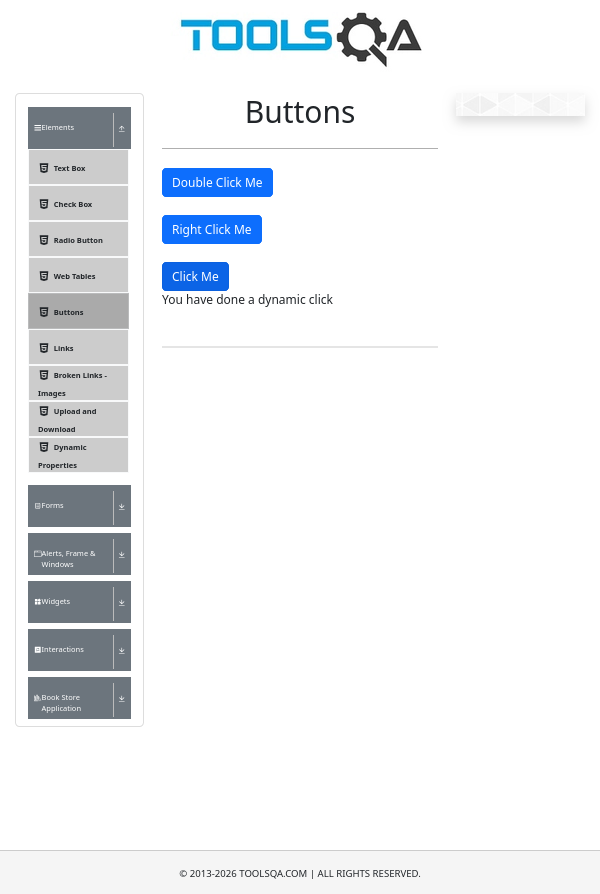 TOOLSQA
Elements
Text Box
Check Box
Radio Button
Web Tables
Buttons
Links
Broken Links -
Images
Upload and
Download
Dynamic
Properties
Forms
Alerts, Frame &
Windows
Widgets
Interactions
Book Store
Application
Buttons
Double Click Me
Right Click Me
Click Me
You have done a dynamic click
© 2013-2026 TOOLSQA.COM | ALL RIGHTS RESERVED.